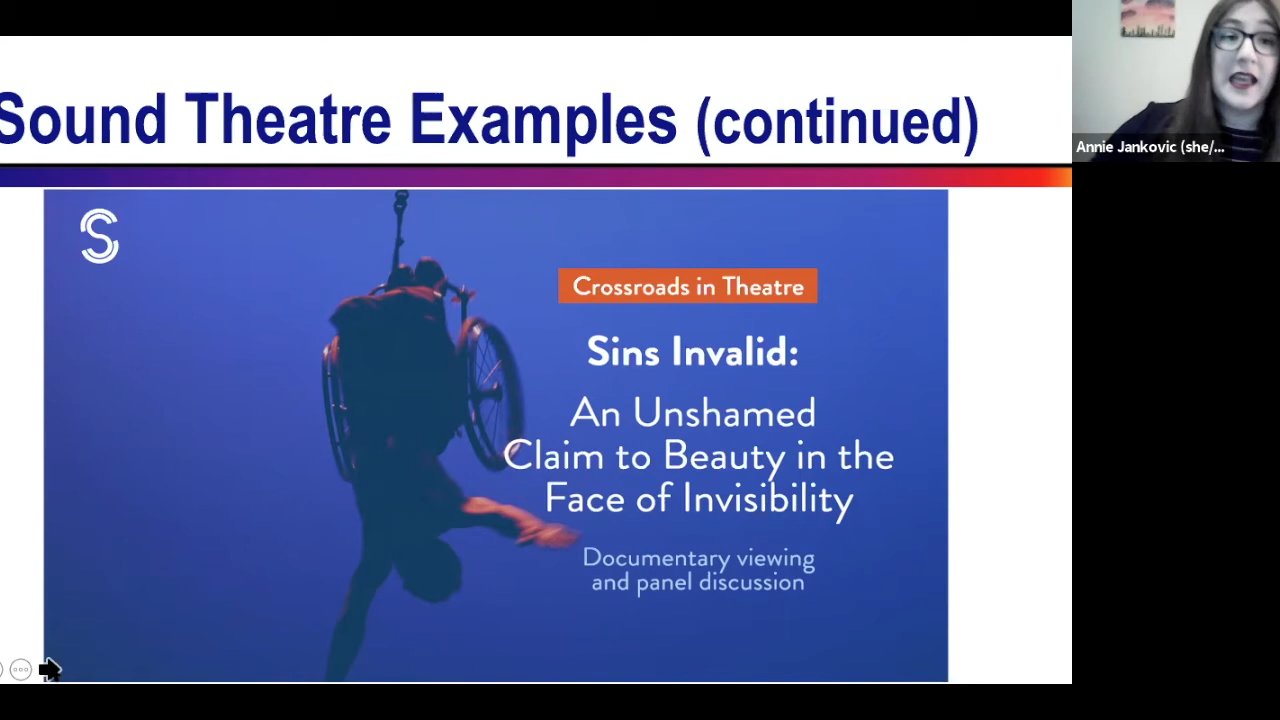 Sound Theatre Examples (continued)
Annie Jankovic (she/...
S
Crossroads in Theatre
Sins Invalid:
An Unshamed
Claim to Beauty in the
Face of Invisibility
Documentary viewing
and panel discussion